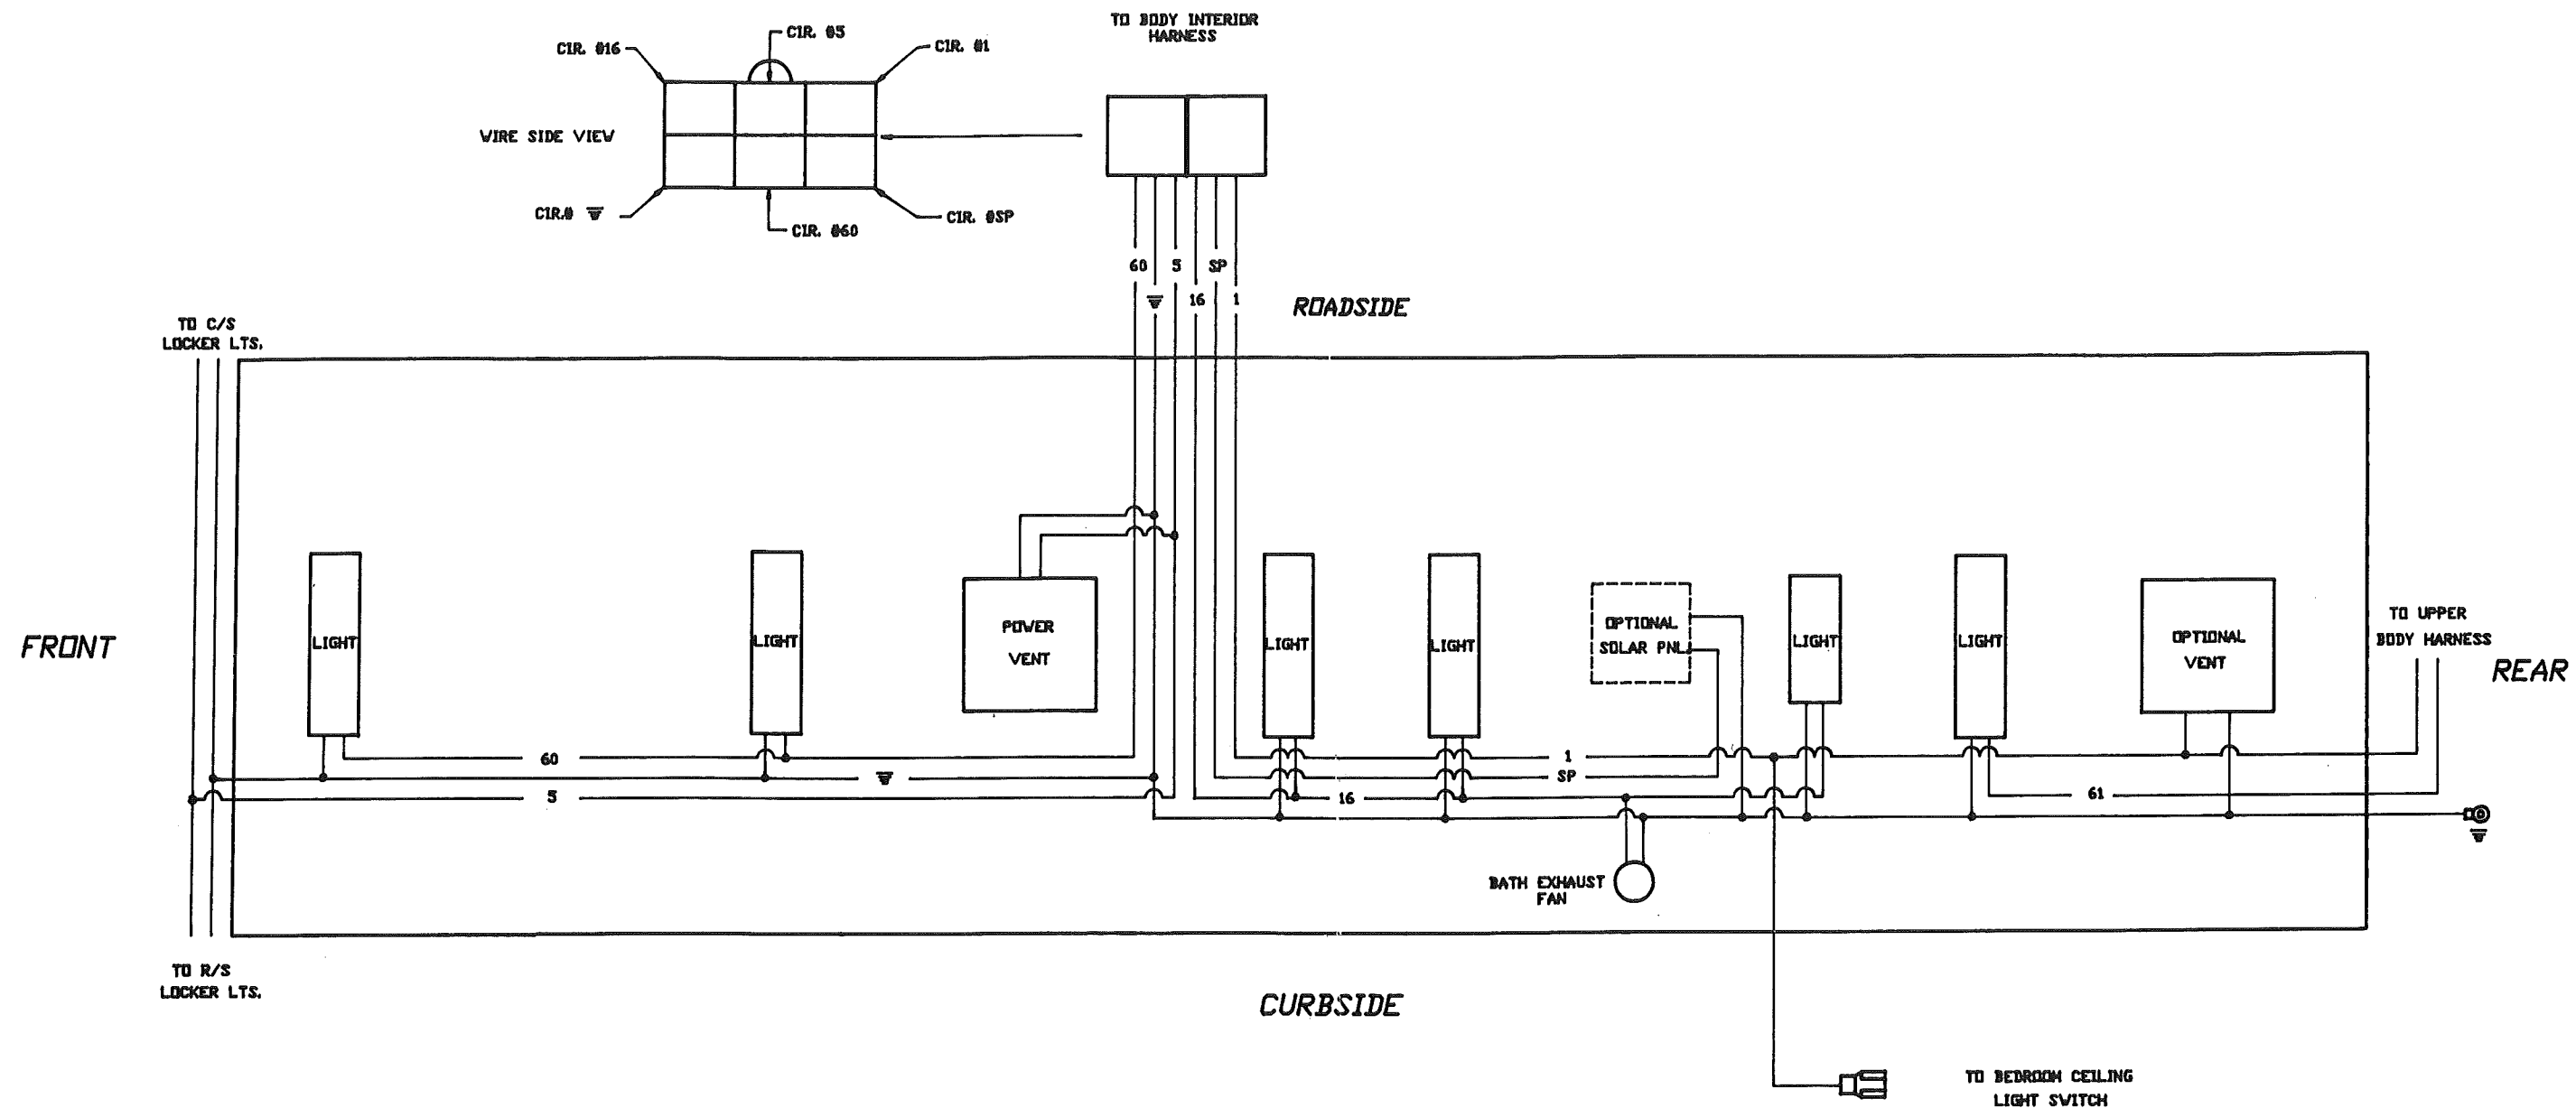 TO BODY INTERIOR
HARNESS
CIR. #16
CIR. #5
CIR. #1
WIRE SIDE VIEW
CIR.#
CIR. #60
CIR. #SP
60
5
SP
16
1
ROADSIDE
TO C/S
LOCKER LTS.
FRONT
LIGHT
LIGHT
POWER
VENT
LIGHT
LIGHT
OPTIONAL
SOLAR PNL.
LIGHT
LIGHT
OPTIONAL
VENT
TO UPPER
BODY HARNESS
REAR
60
5
1
SP
16
61
BATH EXHAUST
FAN
TO R/S
LOCKER LTS.
CURBSIDE
TO BEDROOM CEILING
LIGHT SWITCH